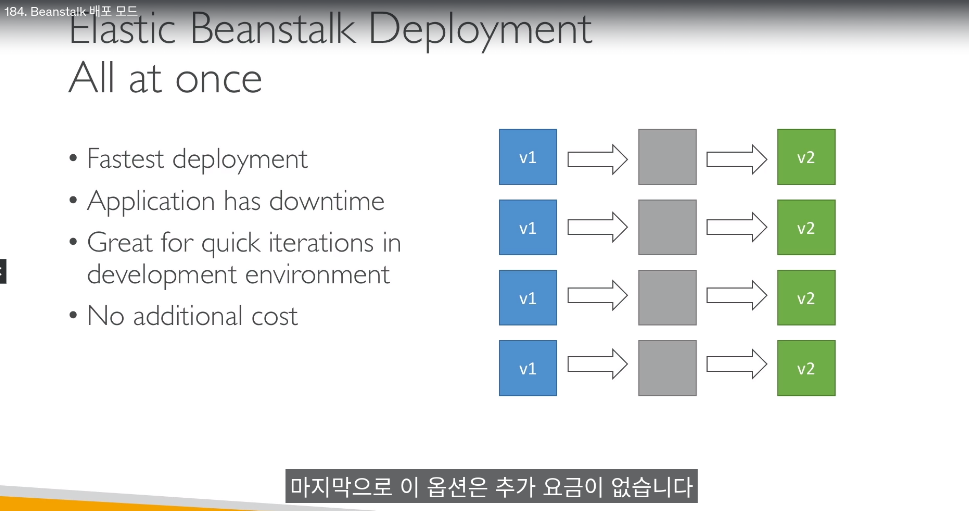 184. Beanstalk 배포 모드
Elastic Beanstalk Deployment
All at once
• Fastest deployment
• Application has downtime
• Great for quick iterations in
development environment
• No additional cost
v1 v2
v1 v2
v1 v2
v1 v2
마지막으로 이 옵션은 추가 요금이 없습니다